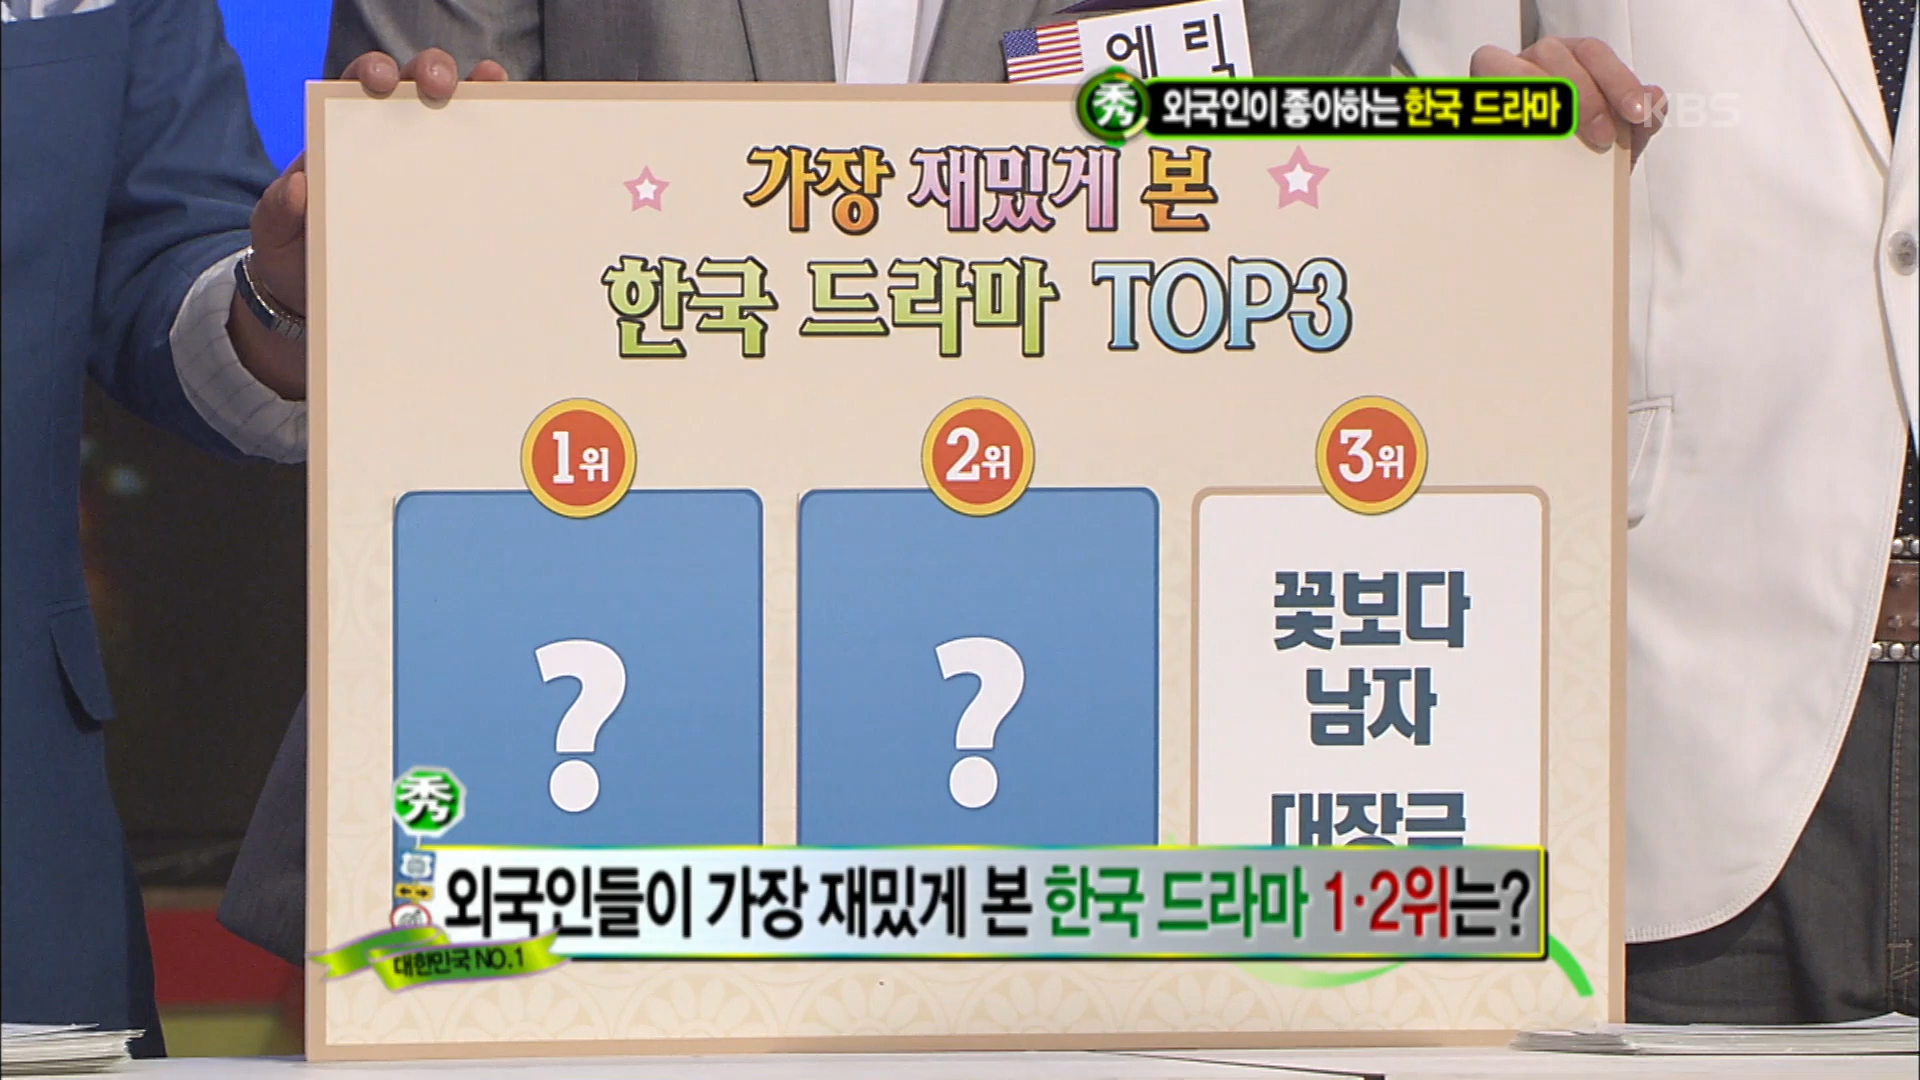 에릭
秀 외국인이 좋아하는 한국 드라마
KBS
가장 재밌게 본
한국 드라마 TOP3
1위
2위
3위
?
?
꽃보다
남자
대장금
秀
외국인들이 가장 재밌게 본 한국 드라마 1·2위는?
대한민국 NO.1